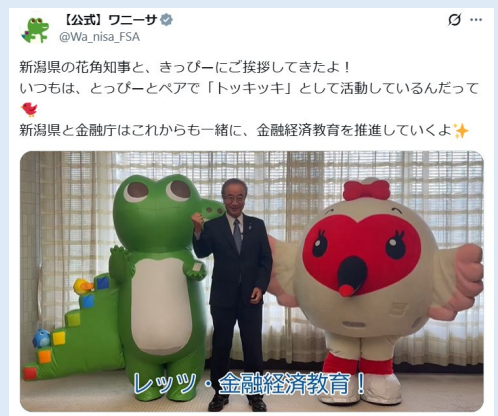 【公式】ワニーサ
@Wa_nisa_FSA
新潟県の花角知事と、きっぴーにご挨拶してきたよ！
いつもは、とっぴーとペアで「トッキッキ」として活動しているんだって
新潟県と金融庁はこれからも一緒に、金融経済教育を推進していくよ
レッツ・金融経済教育！